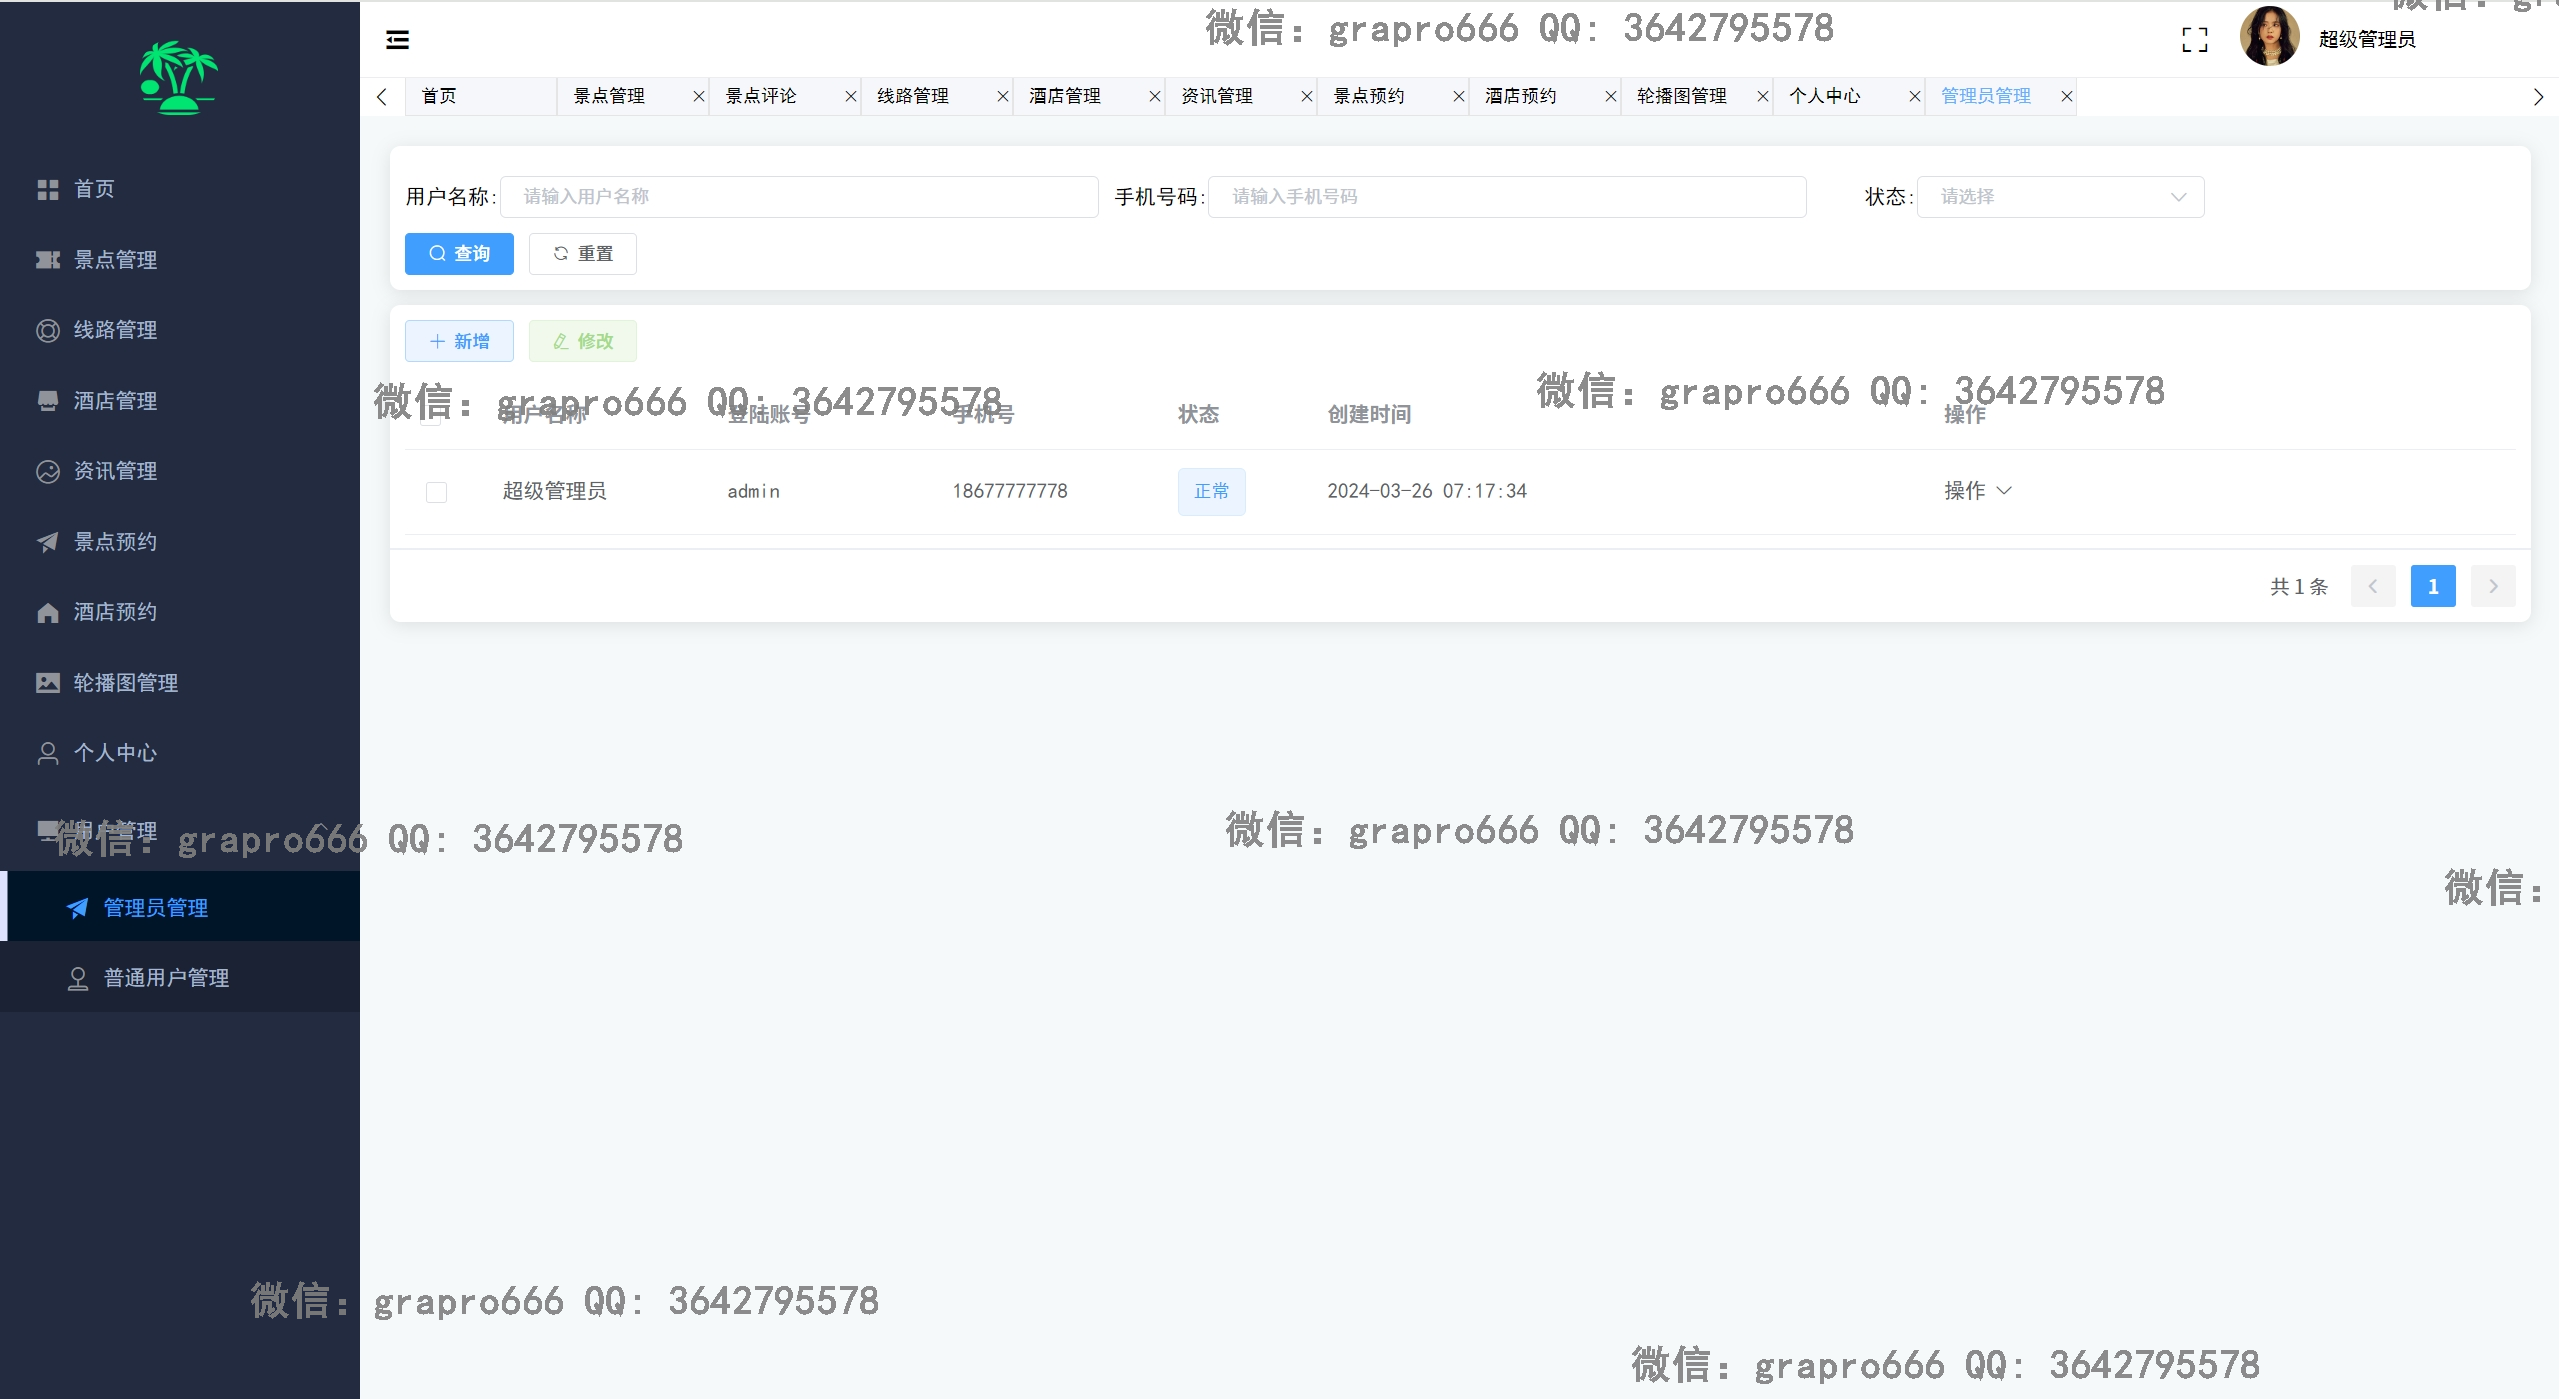 微信：grapro666 QQ: 3642795578
超级管理员
首页 景点管理 景点评论 线路管理 酒店管理 资讯管理 景点预约 酒店预约 轮播图管理 个人中心 管理员管理
首页
景点管理
线路管理
酒店管理
资讯管理
景点预约
酒店预约
轮播图管理
个人中心
用户管理
管理员管理
普通用户管理
用户名称: 请输入用户名称 手机号码: 请输入手机号码 状态: 请选择
查询 重置
新增 修改
微信：grapro666 QQ: 3642795578
微信：grapro666 QQ: 3642795578
用户名称 登陆账号 手机号 状态 创建时间 操作
超级管理员 admin 18677777778 正常 2024-03-26 07:17:34 操作
共 1 条 1
微信：grapro666 QQ: 3642795578
微信：grapro666 QQ: 3642795578
微信：
微信：grapro666 QQ: 3642795578
微信：grapro666 QQ: 3642795578